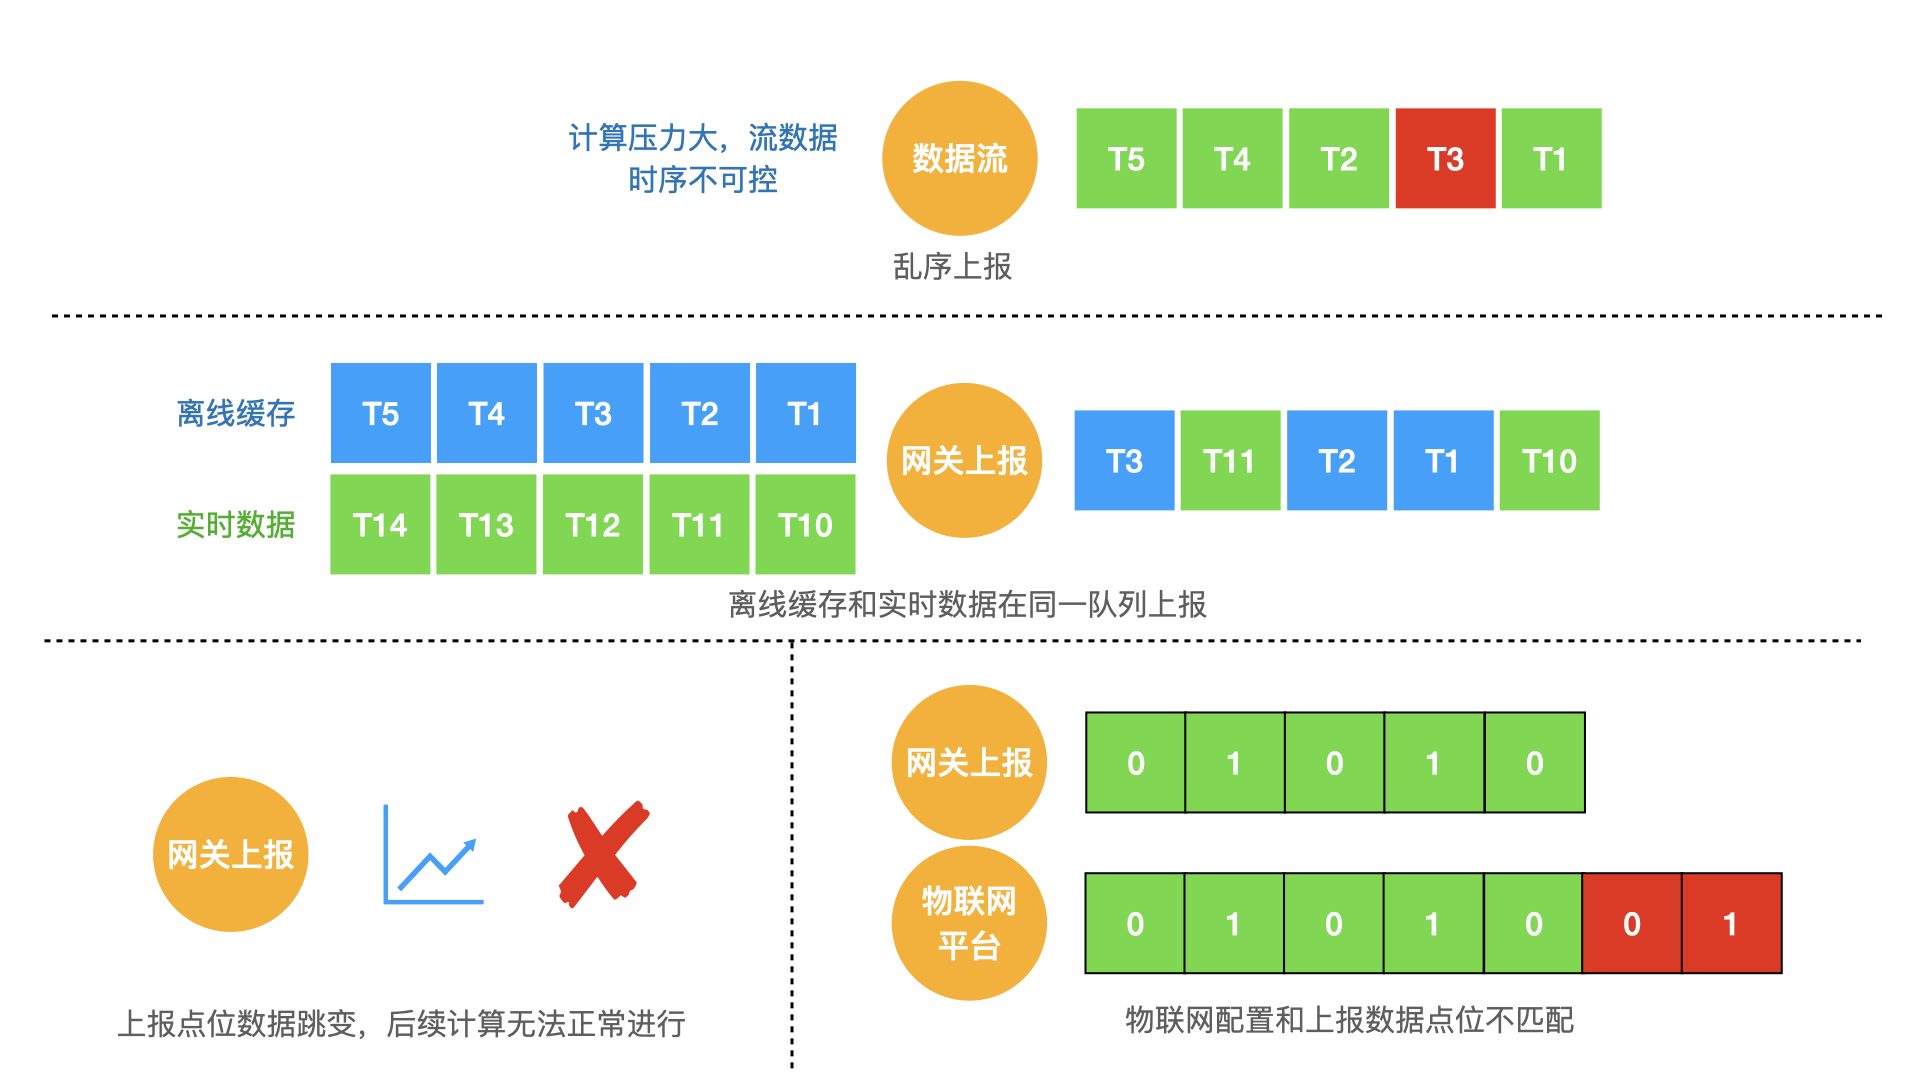 计算压力大，流数据
时序不可控
数据流
T5 T4 T2 T3 T1
乱序上报
离线缓存
T5 T4 T3 T2 T1
实时数据
T14 T13 T12 T11 T10
网关上报
T3 T11 T2 T1 T10
离线缓存和实时数据在同一队列上报
网关上报
上报点位数据跳变，后续计算无法正常进行
网关上报
0 1 0 1 0
物联网
平台
0 1 0 1 0 0 1
物联网配置和上报数据点位不匹配